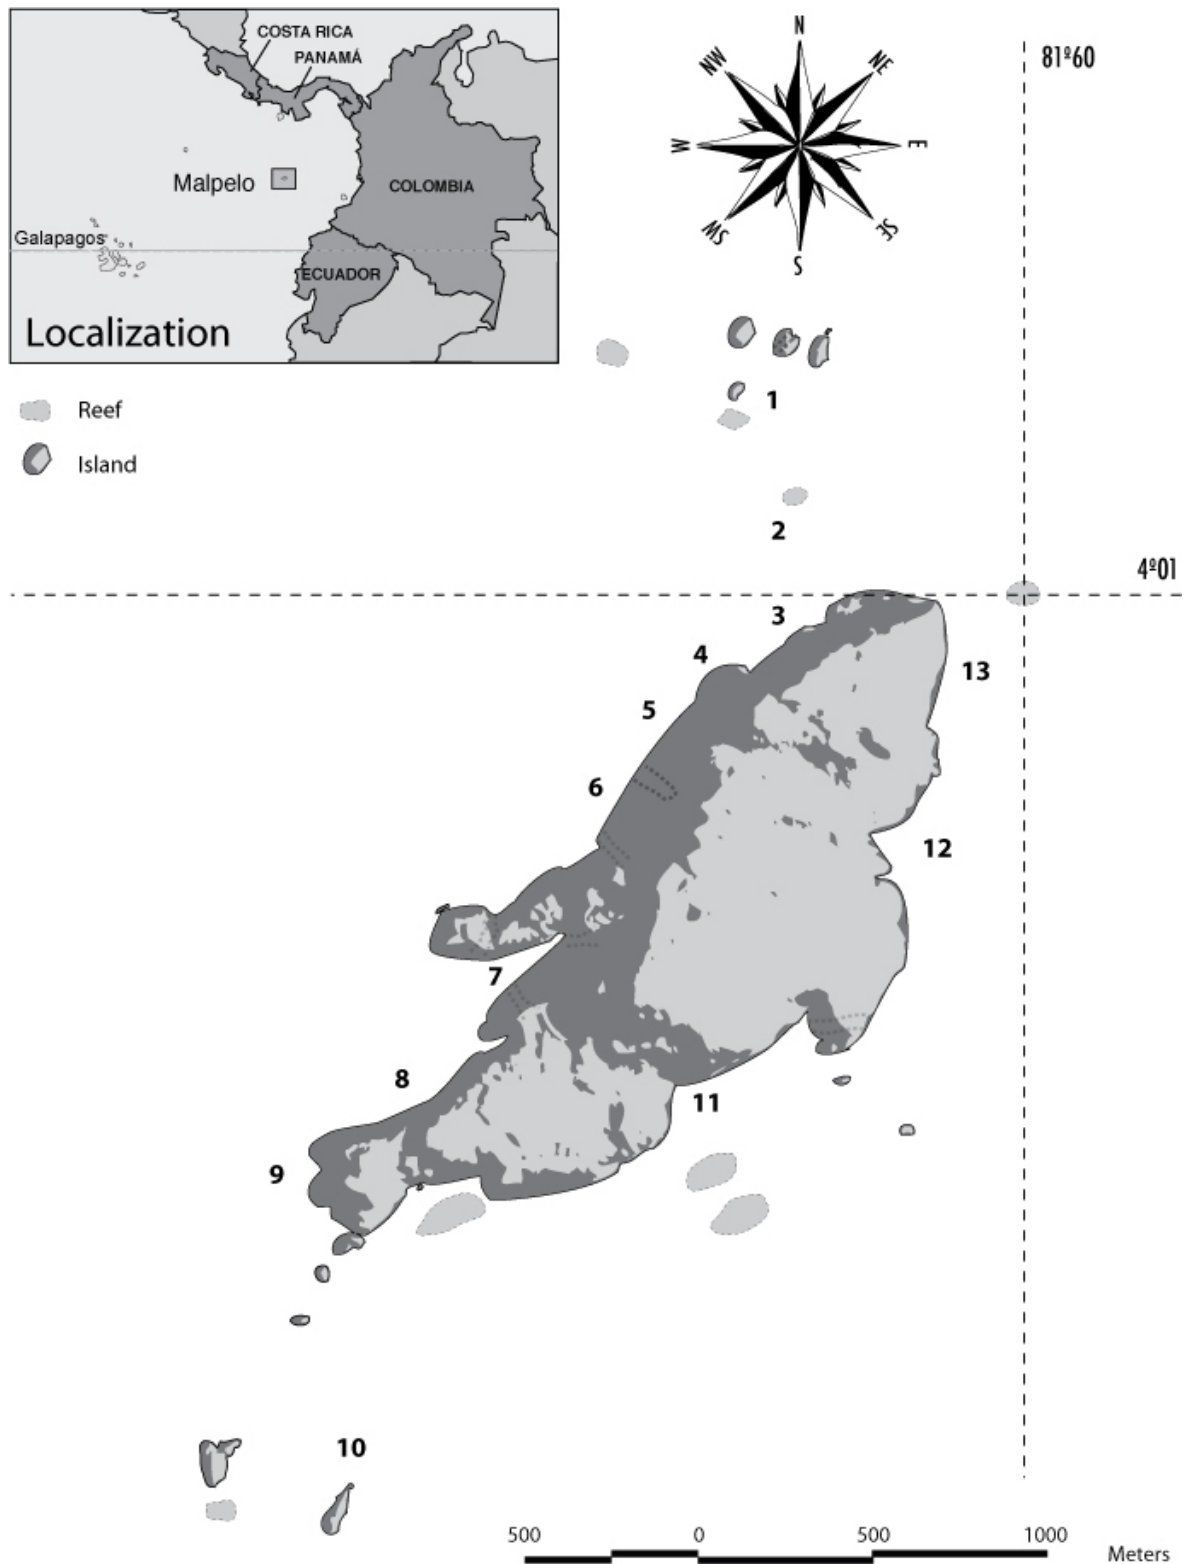 COSTA RICA
PANAMÁ
Malpelo
COLOMBIA
Galapagos
ECUADOR
Localization
N
NE
E
SE
S
SW
W
NW
81º60
Reef
Island
1
2
4º01
3
4
13
5
6
12
7
8
11
9
10
500 0 500 1000
Meters